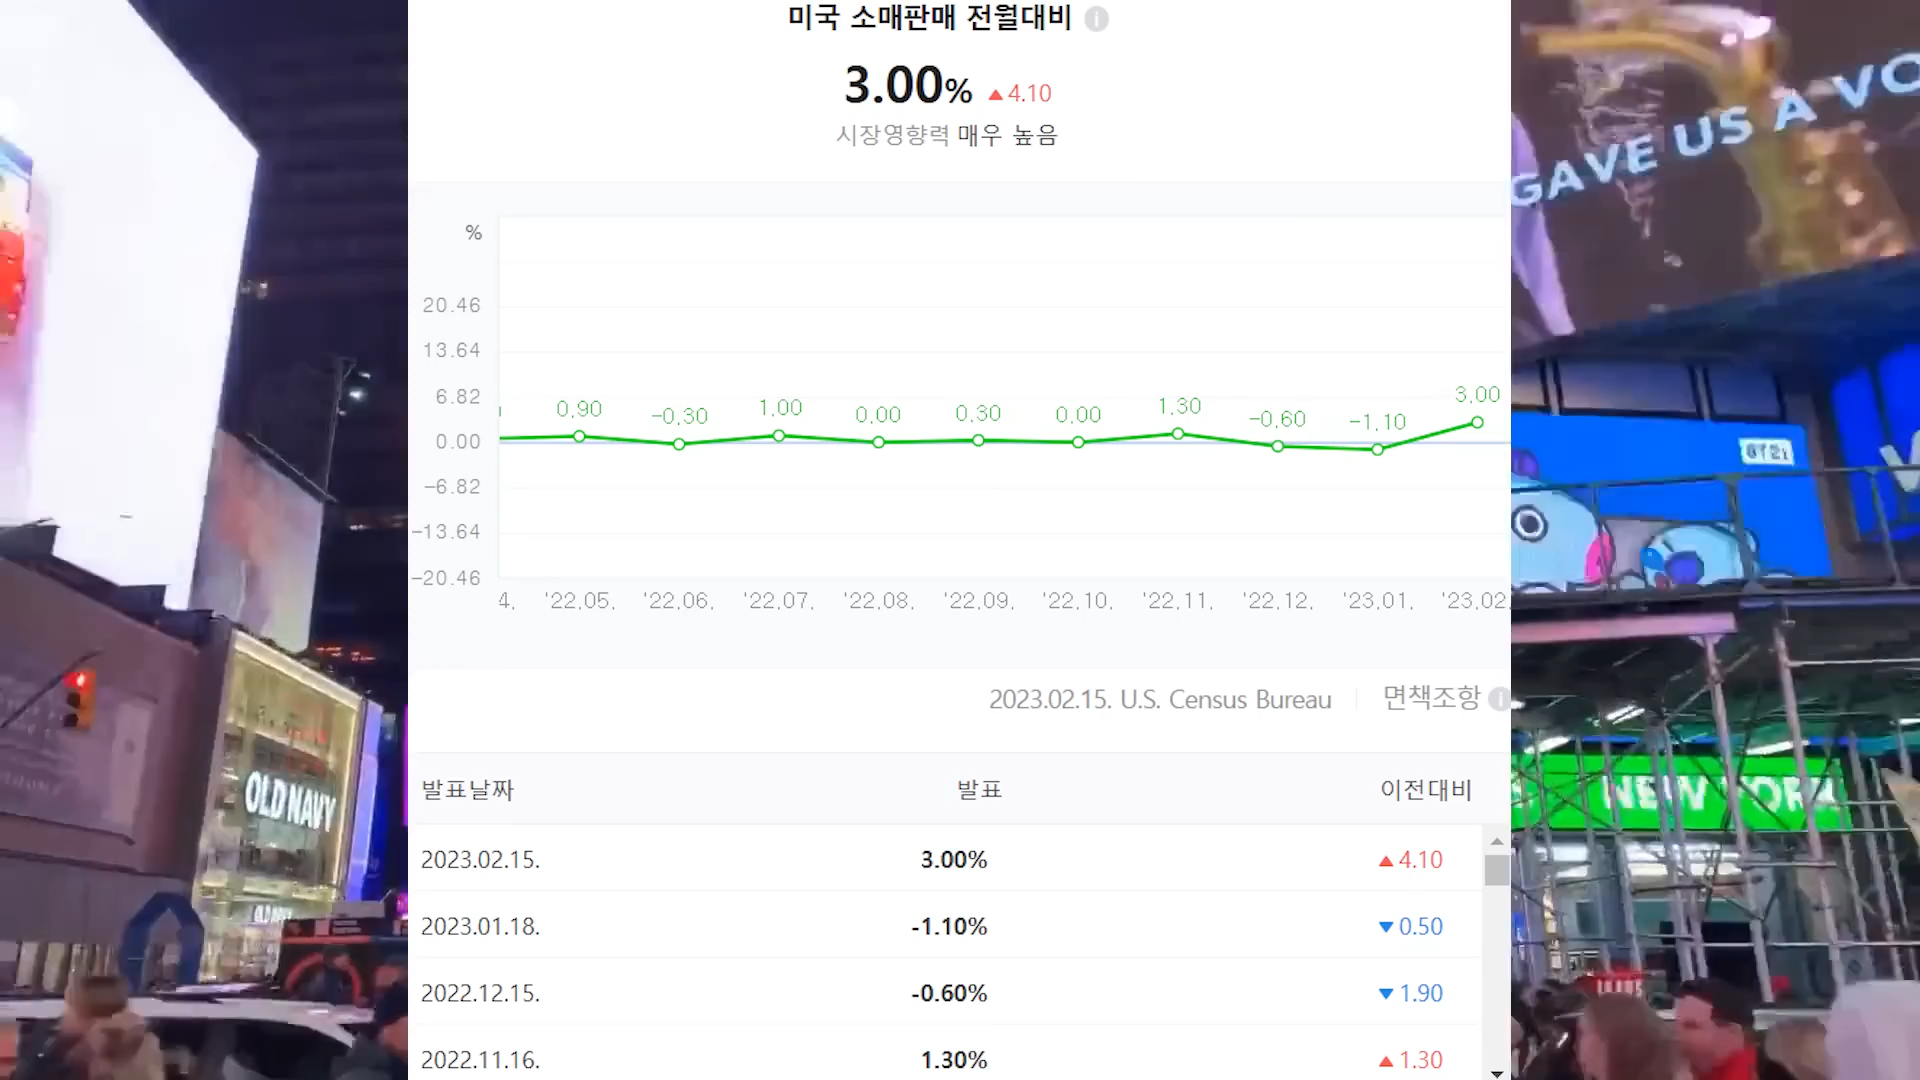 미국 소매판매 전월대비
3.00% ▲4.10
시장영향력 매우 높음
%
20.46
13.64
6.82
0.00
-6.82
-13.64
-20.46
0.90 -0.30 1.00 0.00 0.30 0.00 1.30 -0.60 -1.10 3.00
4. '22.05. '22.06. '22.07. '22.08. '22.09. '22.10. '22.11. '22.12. '23.01. '23.02.
2023.02.15. U.S. Census Bureau 면책조항
발표날짜 발표 이전대비
2023.02.15. 3.00% ▲4.10
2023.01.18. -1.10% ▼0.50
2022.12.15. -0.60% ▼1.90
2022.11.16. 1.30% ▲1.30
OLD NAVY
GAVE US A VO
BT21
NEW YORK